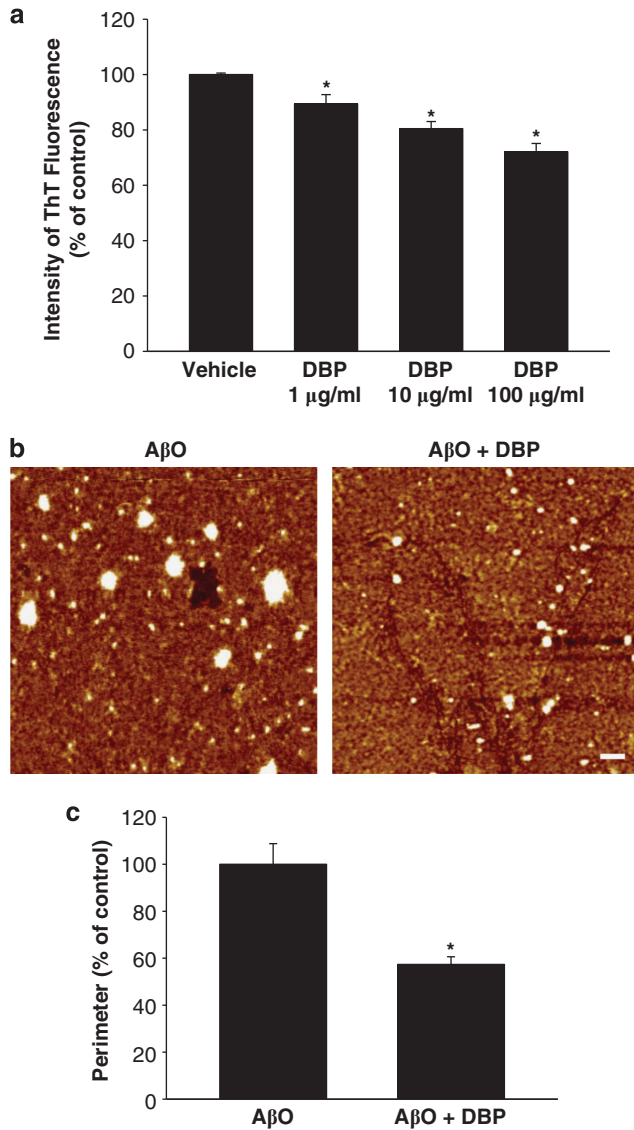 a
Intensity of ThT Fluorescence
(% of control)
120
100
80
60
40
20
0
*
*
*
Vehicle
DBP
1 μg/ml
DBP
10 μg/ml
DBP
100 μg/ml
b
AβO
AβO + DBP
c
Perimeter (% of control)
120
100
80
60
40
20
0
*
AβO
AβO + DBP